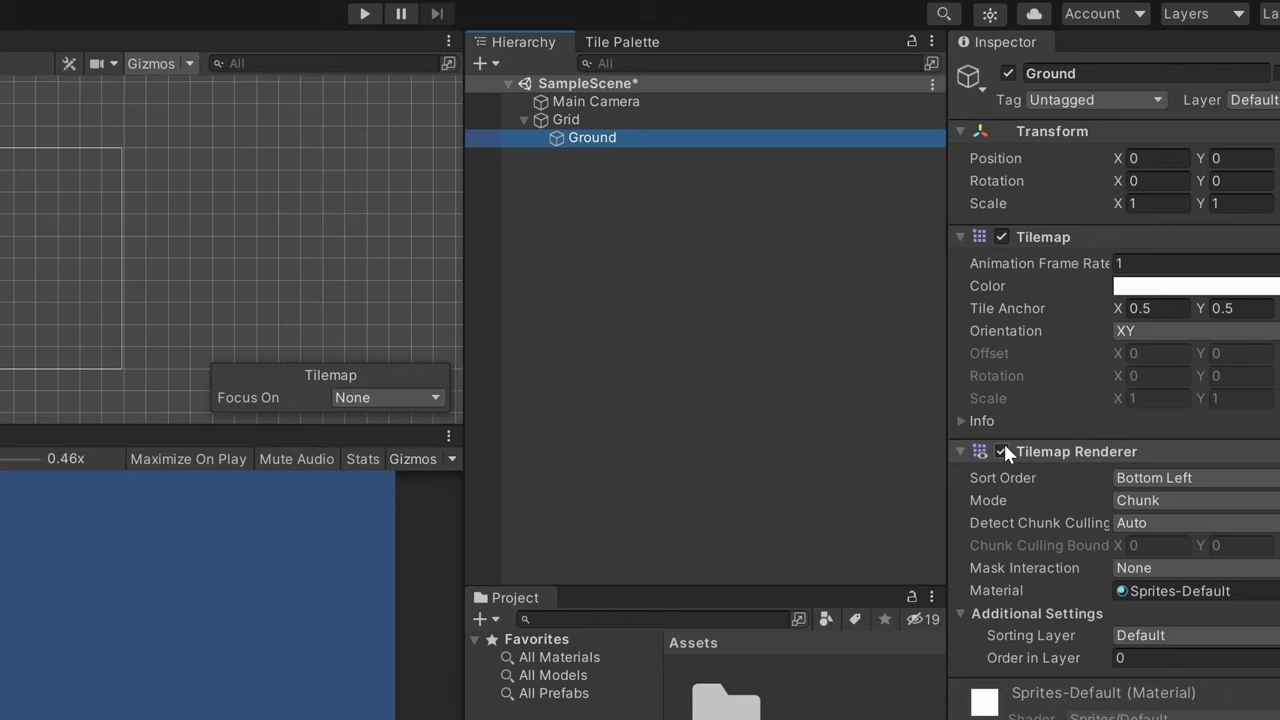 Account
Layers
La
Gizmos
All
Hierarchy
Tile Palette
All
SampleScene*
Main Camera
Grid
Ground
Tilemap
Focus On None
0.46x Maximize On Play Mute Audio Stats Gizmos
Project
19
Favorites
All Materials
All Models
All Prefabs
Assets
Inspector
Ground
Tag Untagged Layer Default
Transform
Position X 0 Y 0
Rotation X 0 Y 0
Scale X 1 Y 1
Tilemap
Animation Frame Rate 1
Color
Tile Anchor X 0.5 Y 0.5
Orientation XY
Offset X 0 Y 0
Rotation X 0 Y 0
Scale X 1 Y 1
Info
Tilemap Renderer
Sort Order Bottom Left
Mode Chunk
Detect Chunk Culling Auto
Chunk Culling Bound X 0 Y 0
Mask Interaction None
Material Sprites-Default
Additional Settings
Sorting Layer Default
Order in Layer 0
Sprites-Default (Material)
Shader Sprites/Default